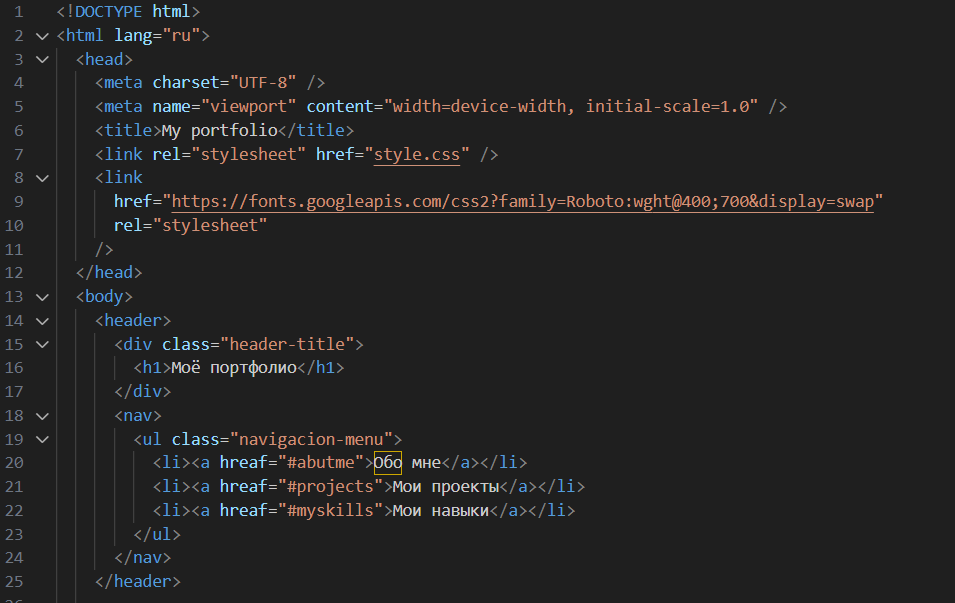 1 <!DOCTYPE html>
2 <html lang="ru">
3 <head>
4 <meta charset="UTF-8" />
5 <meta name="viewport" content="width=device-width, initial-scale=1.0" />
6 <title>My portfolio</title>
7 <link rel="stylesheet" href="style.css" />
8 <link
9 href="https://fonts.googleapis.com/css2?family=Roboto:wght@400;700&display=swap"
10 rel="stylesheet"
11 />
12 </head>
13 <body>
14 <header>
15 <div class="header-title">
16 <h1>Моё портфолио</h1>
17 </div>
18 <nav>
19 <ul class="navigacion-menu">
20 <li><a hreaf="#abutme">Обо мне</a></li>
21 <li><a hreaf="#projects">Мои проекты</a></li>
22 <li><a hreaf="#myskills">Мои навыки</a></li>
23 </ul>
24 </nav>
25 </header>